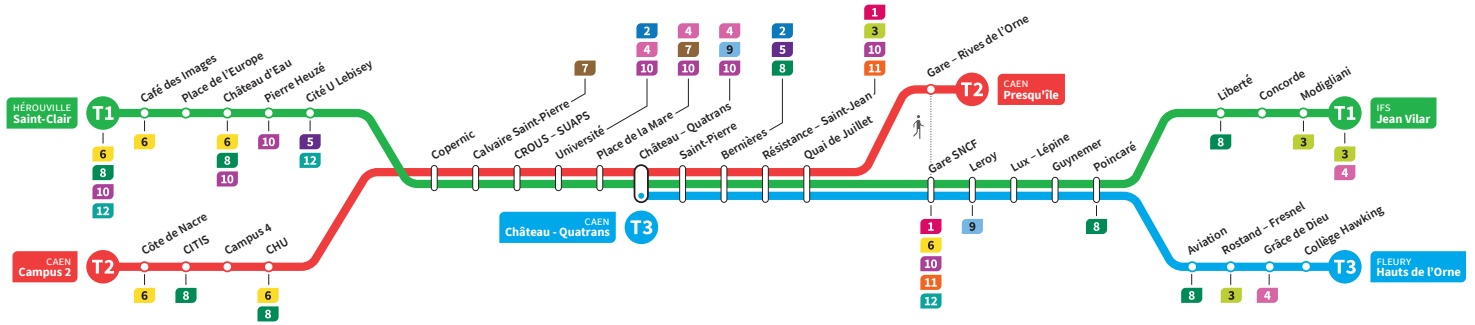 HÉROUVILLE
Saint-Clair
T1
6
8
10
12
Café des Images
6
Place de l'Europe
Château d'Eau
6
8
10
Pierre Heuzé
10
Cité U Lebisey
5
12
CAEN
Campus 2
T2
Côte de Nacre
6
CITIS
8
Campus 4
CHU
6
8
Copernic
Calvaire Saint-Pierre
7
CROUS – SUAPS
Université
2
4
10
Place de la Mare
4
7
10
Château – Quatrans
4
9
10
CAEN
Château - Quatrans
T3
Saint-Pierre
Bernières
2
5
8
Résistance – Saint-Jean
1
3
10
11
Quai de Juillet
Gare – Rives de l'Orne
T2
CAEN
Presqu'île
Gare SNCF
1
6
10
11
12
Leroy
9
Lux – Lépine
Guynemer
Poincaré
8
Liberté
8
Concorde
Modigliani
3
T1
3
4
IFS
Jean Vilar
Aviation
8
Rostand – Fresnel
3
Grâce de Dieu
4
Collège Hawking
T3
FLEURY
Hauts de l'Orne